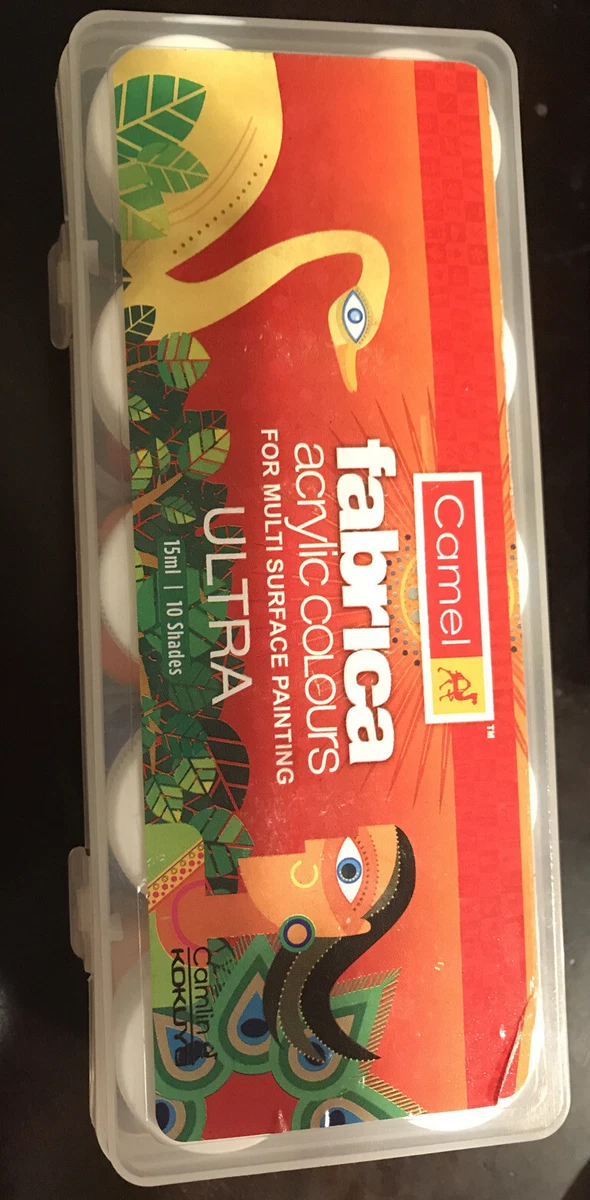 Camel
TM
fabrica
acrylic colours
FOR MULTI SURFACE PAINTING
ULTRA
15ml | 10 Shades
Camlin
KOKUYO